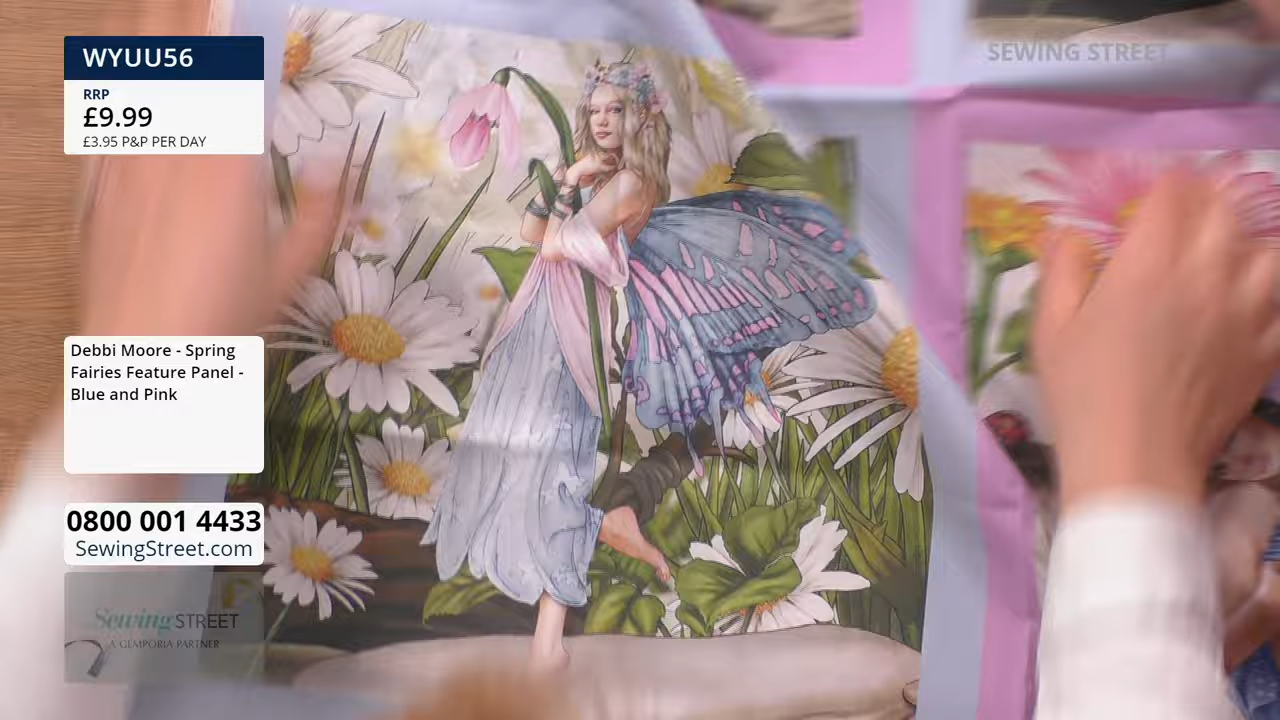 WYUU56
RRP
£9.99
£3.95 P&P PER DAY
SEWING STREET
Debbi Moore - Spring
Fairies Feature Panel -
Blue and Pink
0800 001 4433
SewingStreet.com
Sewing STREET
A GEMPORIA PARTNER